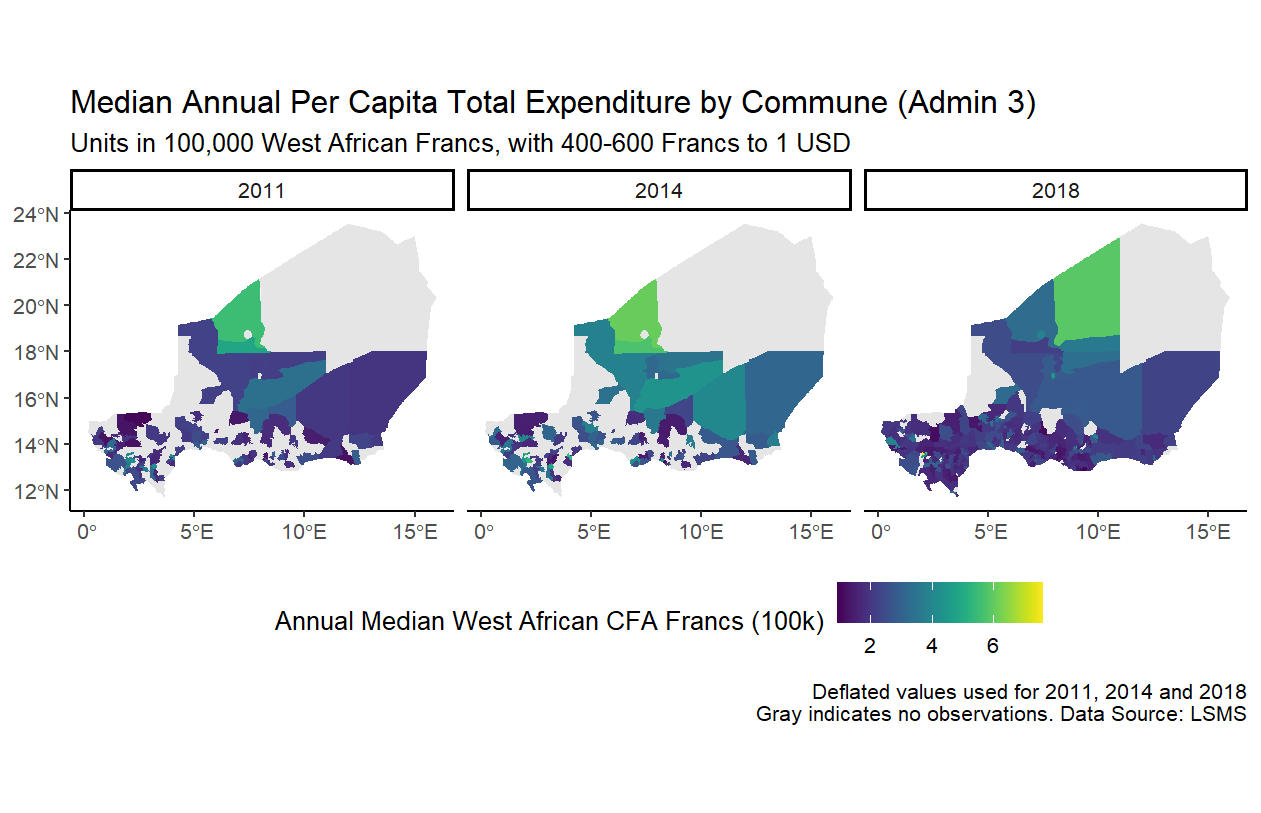 Median Annual Per Capita Total Expenditure by Commune (Admin 3)
Units in 100,000 West African Francs, with 400-600 Francs to 1 USD
2011 2014 2018
24°N
22°N
20°N
18°N
16°N
14°N
12°N
0° 5°E 10°E 15°E 0° 5°E 10°E 15°E 0° 5°E 10°E 15°E
Annual Median West African CFA Francs (100k)
2 4 6
Deflated values used for 2011, 2014 and 2018
Gray indicates no observations. Data Source: LSMS